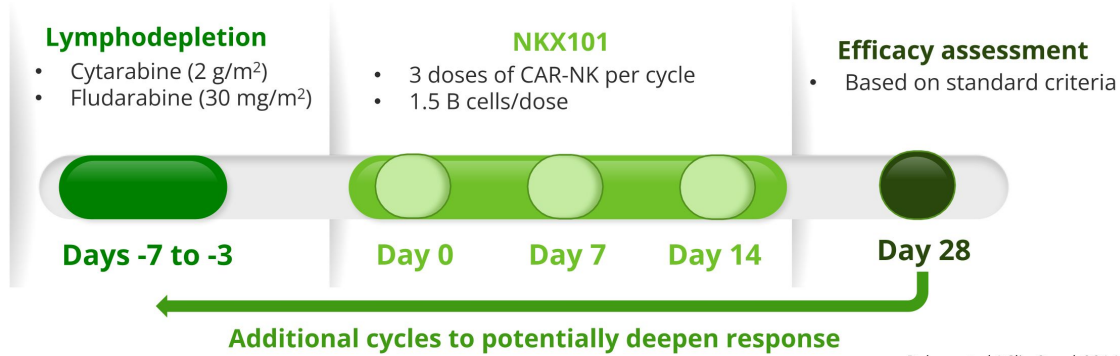 Lymphodepletion
• Cytarabine (2 g/m²)
• Fludarabine (30 mg/m²)
NKX101
• 3 doses of CAR-NK per cycle
• 1.5 B cells/dose
Efficacy assessment
• Based on standard criteria
Days -7 to -3
Day 0
Day 7
Day 14
Day 28
Additional cycles to potentially deepen response